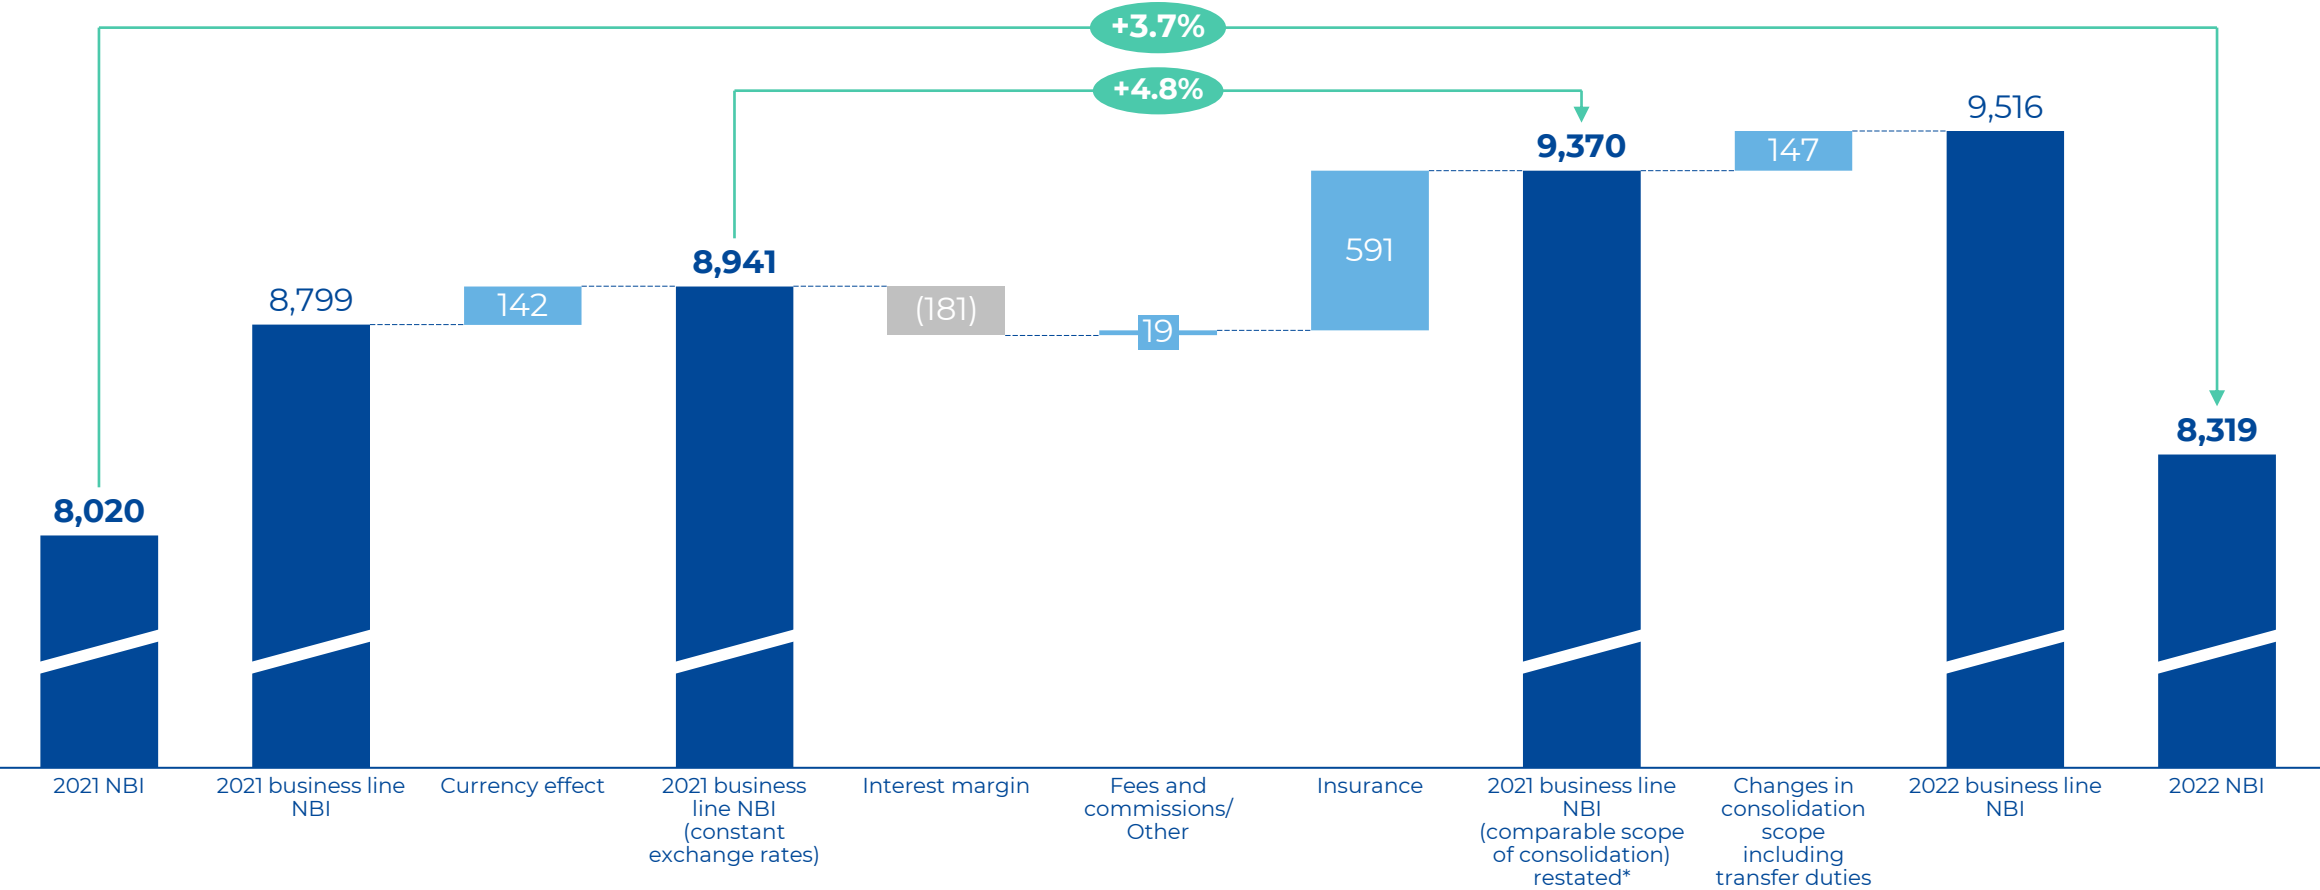 +3.7%
+4.8%
9,516
9,370
147
591
8,941
8,799
142
(181)
19
8,319
8,020
2021 NBI
2021 business line
NBI
Currency effect
2021 business
line NBI
(constant
exchange rates)
Interest margin
Fees and
commissions/
Other
Insurance
2021 business line
NBI
(comparable scope
of consolidation)
restated*
Changes in
consolidation
scope
including
transfer duties
2022 business line
NBI
2022 NBI